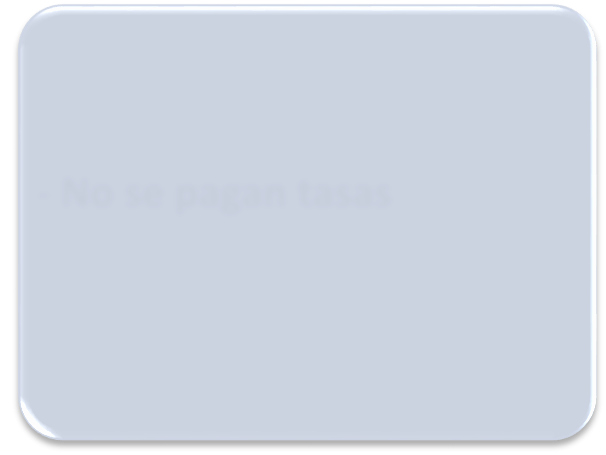 - No se pagan tasas